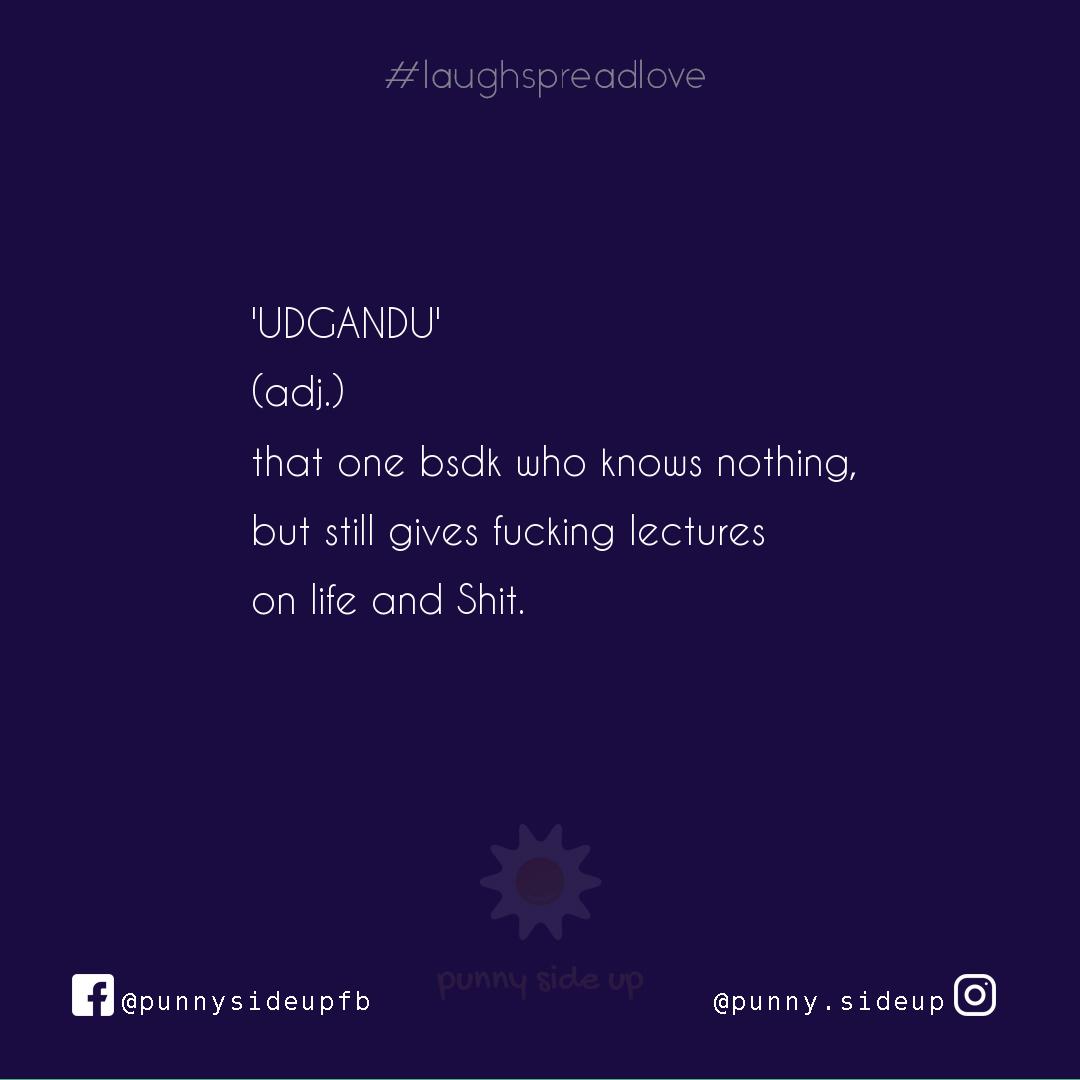 #laughspreadlove
'UDGANDU'
(adj.)
that one bsdk who knows nothing,
but still gives fucking lectures
on life and Shit.
punny side up
@punnysideupfb
@punny.sideup